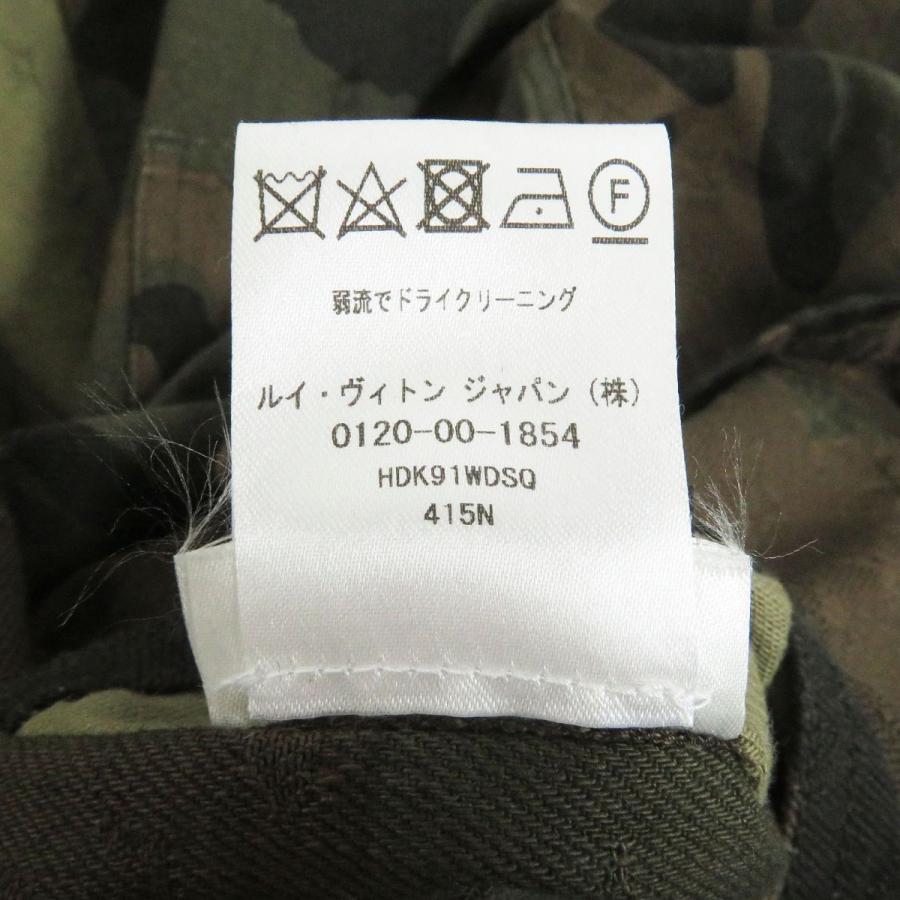 F
弱流でドライクリーニング
ルイ・ヴィトン ジャパン (株)
0120-00-1854
HDK91WDSQ
415N